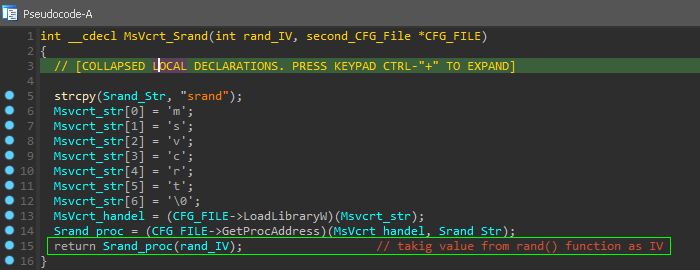 Pseudocode-A
1 int __cdecl MsVcrt_Srand(int rand_IV, second_CFG_File *CFG_FILE)
2 {
3 // [COLLAPSED LOCAL DECLARATIONS. PRESS KEYPAD CTRL-"+" TO EXPAND]
4
5 strcpy(Srand_Str, "srand");
6 Msvcrt_str[0] = 'm';
7 Msvcrt_str[1] = 's';
8 Msvcrt_str[2] = 'v';
9 Msvcrt_str[3] = 'c';
10 Msvcrt_str[4] = 'r';
11 Msvcrt_str[5] = 't';
12 Msvcrt_str[6] = '\0';
13 MsVcrt_handel = (CFG_FILE->LoadLibraryW)(Msvcrt_str);
14 Srand_proc = (CFG_FILE->GetProcAddress)(MsVcrt_handel, Srand_Str);
15 return Srand_proc(rand_IV); // takig value from rand() function as IV
16 }